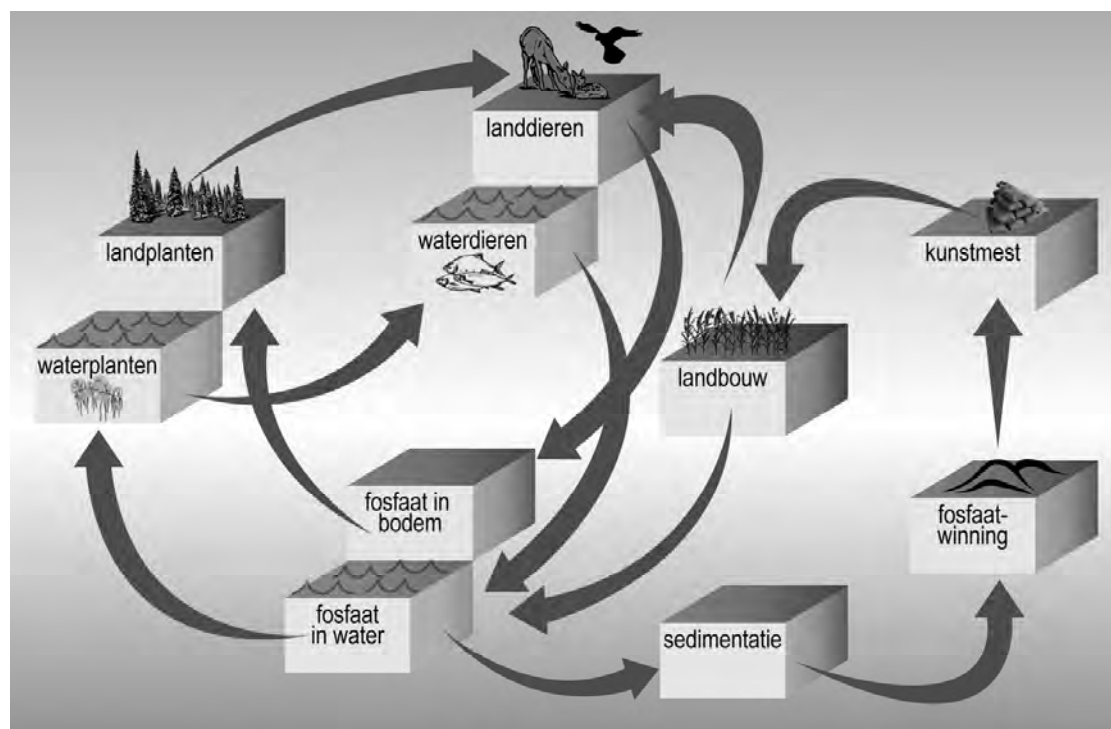 landdieren
landplanten
waterdieren
kunstmest
waterplanten
landbouw
fosfaat in
bodem
fosfaat-
winning
fosfaat
in water
sedimentatie